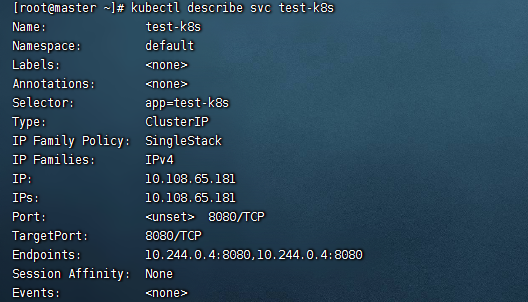 [root@master ~]# kubectl describe svc test-k8s
Name: test-k8s
Namespace: default
Labels: <none>
Annotations: <none>
Selector: app=test-k8s
Type: ClusterIP
IP Family Policy: SingleStack
IP Families: IPv4
IP: 10.108.65.181
IPs: 10.108.65.181
Port: <unset> 8080/TCP
TargetPort: 8080/TCP
Endpoints: 10.244.0.4:8080,10.244.0.4:8080
Session Affinity: None
Events: <none>